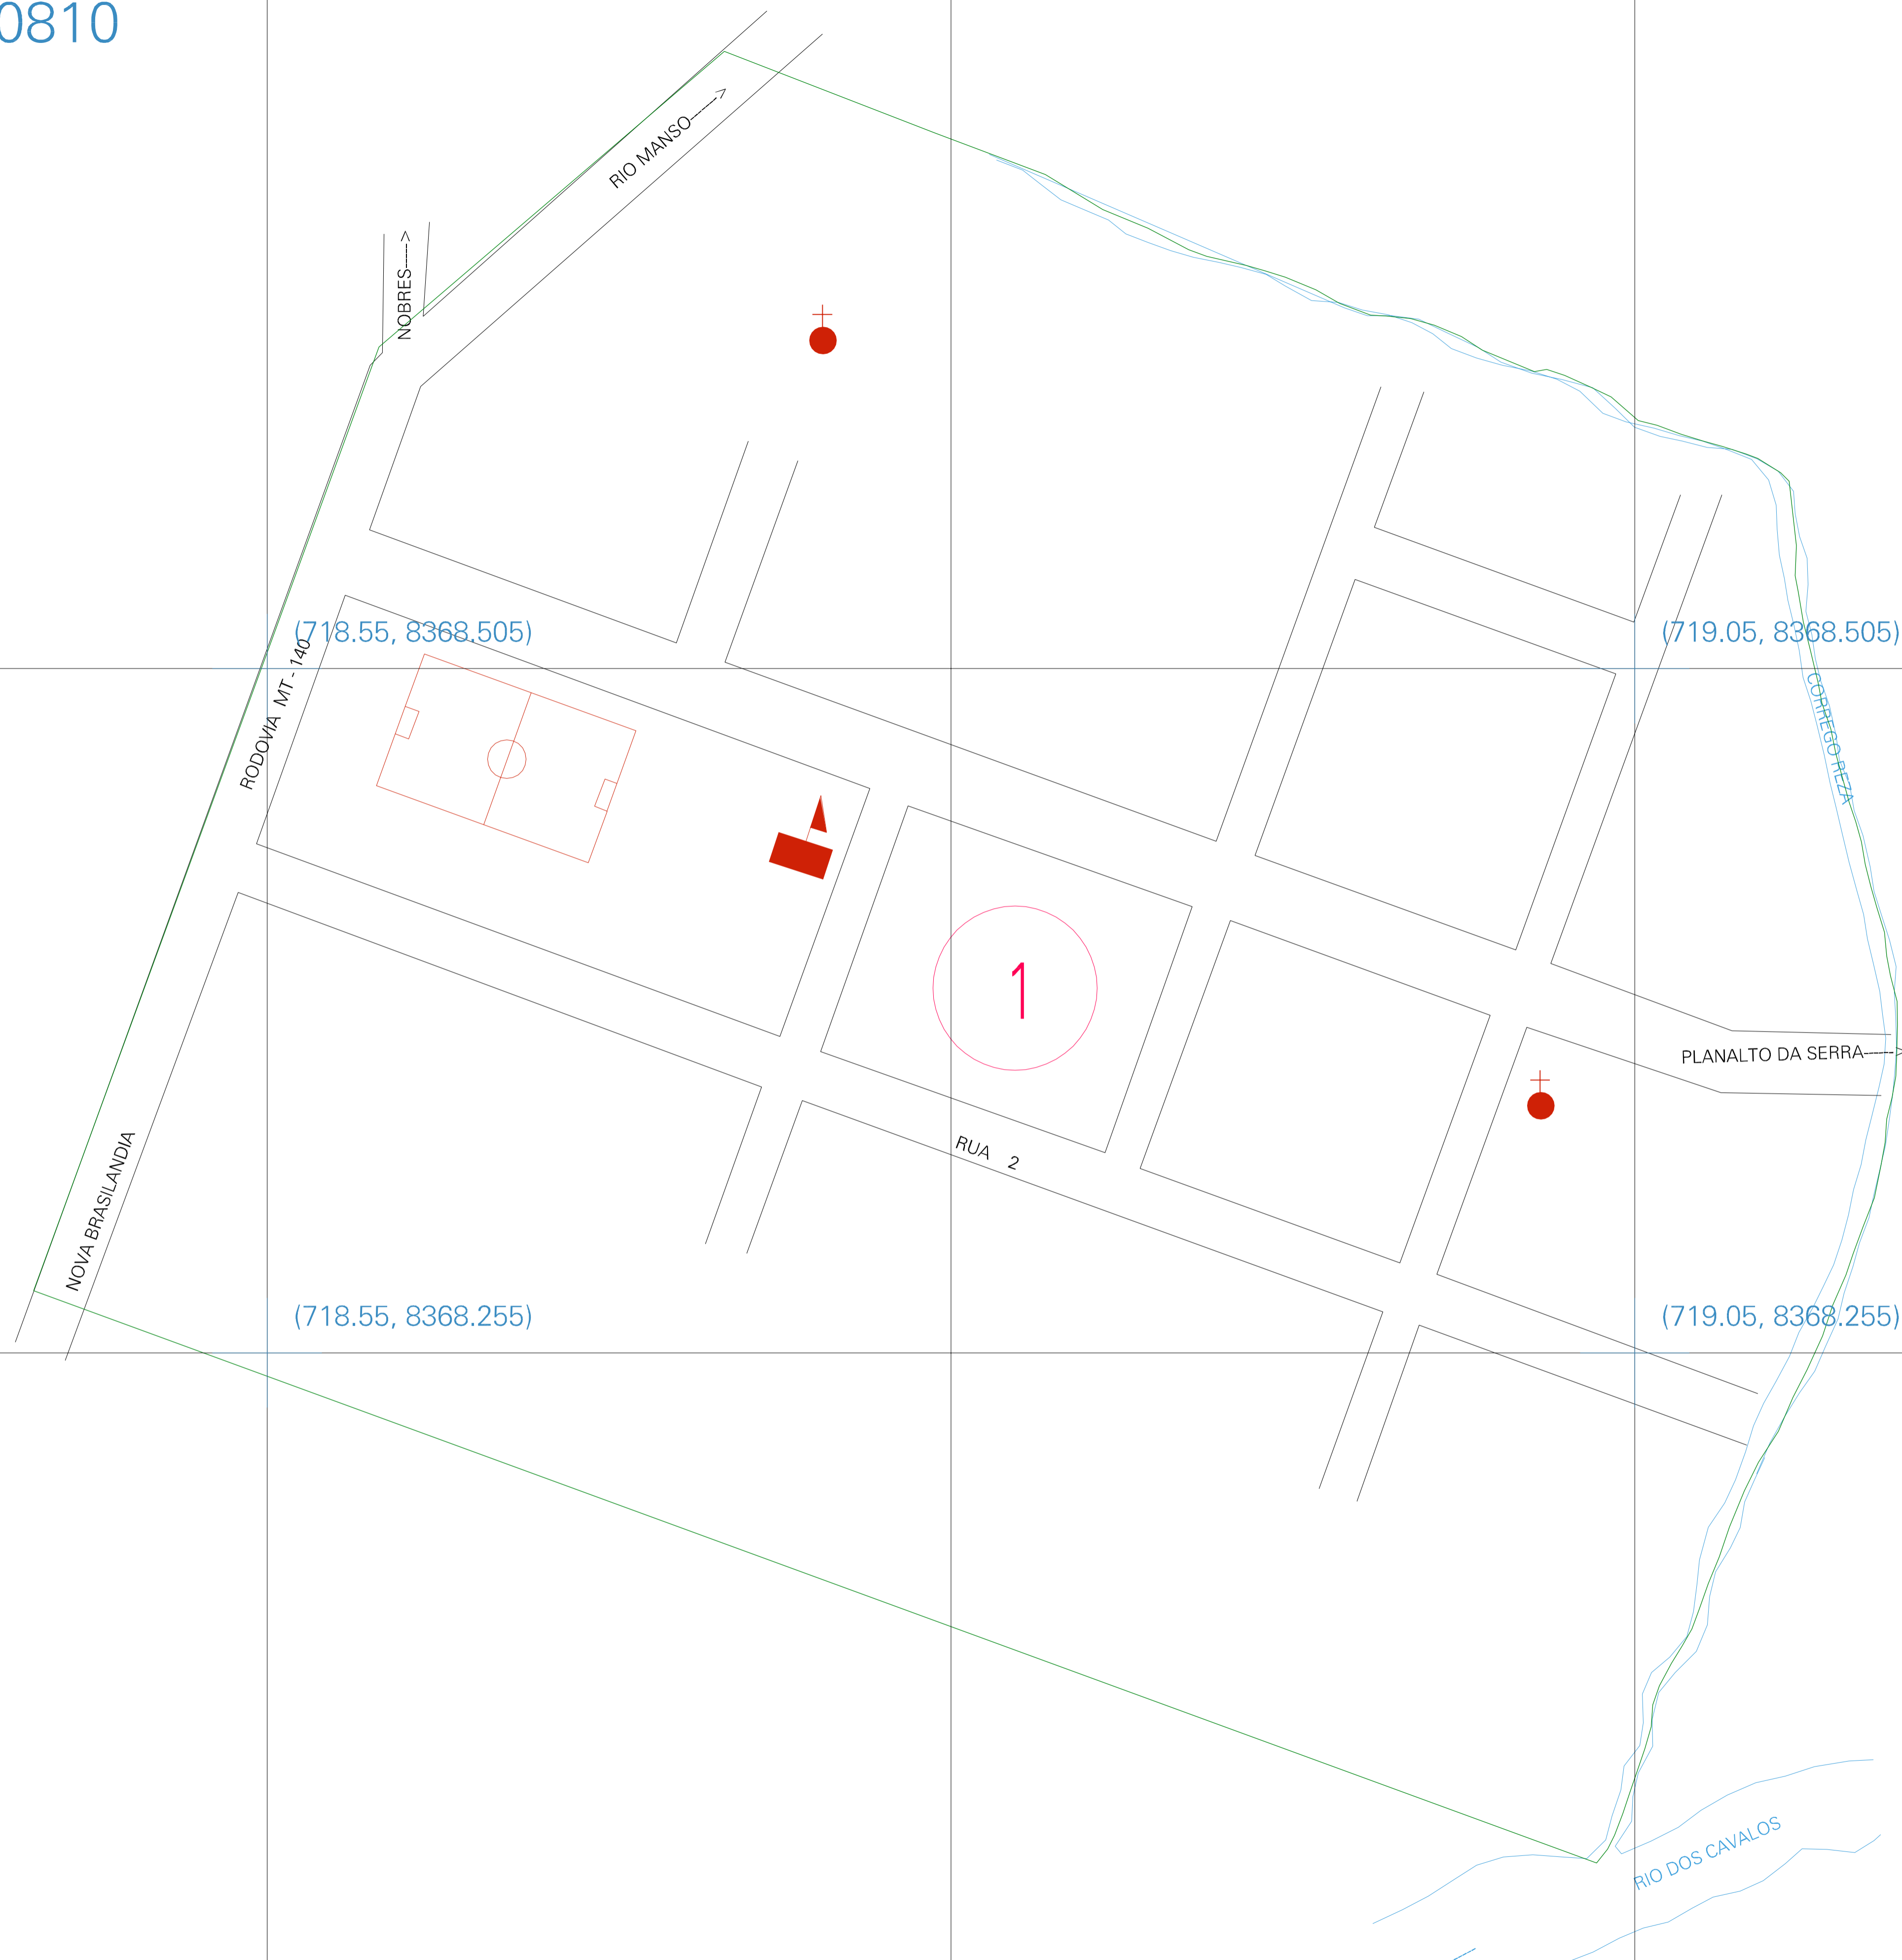 0810
RIO MANSO------>
NOBRES----->
(718.55, 8368.505)
(719.05, 8368.505)
RODOVIA MT - 140
CORREGO REZA
1
PLANALTO DA SERRA----->
RUA 2
NOVA BRASILANDIA
(718.55, 8368.255)
(719.05, 8368.255)
RIO DOS CAVALOS